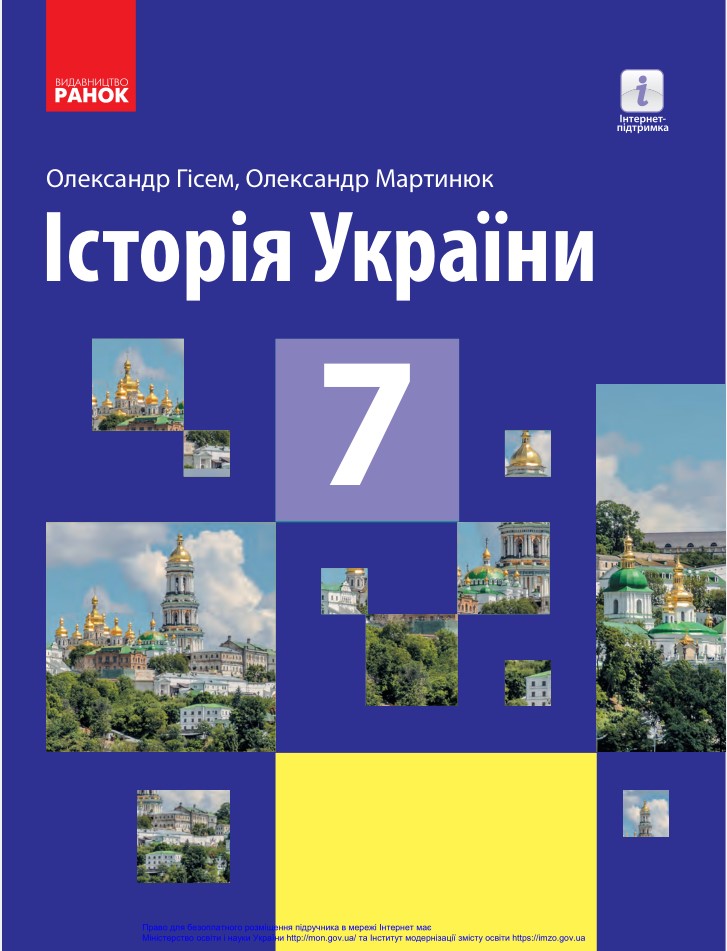 ВИДАВНИЦТВО
РАНОК
Інтернет-
підтримка
Олександр Гісем, Олександр Мартинюк
Історія України
7
Право для безоплатного розміщення підручника в мережі Інтернет має
Міністерство освіти і науки України http://mon.gov.ua/ та Інститут модернізації змісту освіти https://imzo.gov.ua